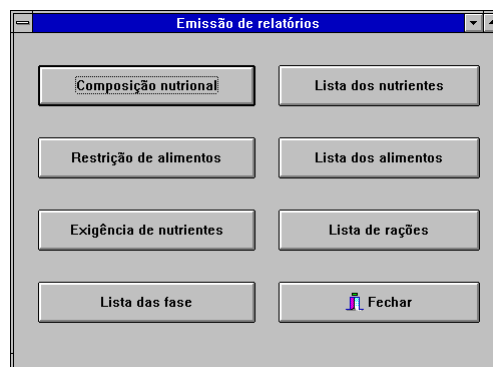 Emissão de relatórios
Composição nutrional
Lista dos nutrientes
Restrição de alimentos
Lista dos alimentos
Exigência de nutrientes
Lista de rações
Lista das fase
Fechar